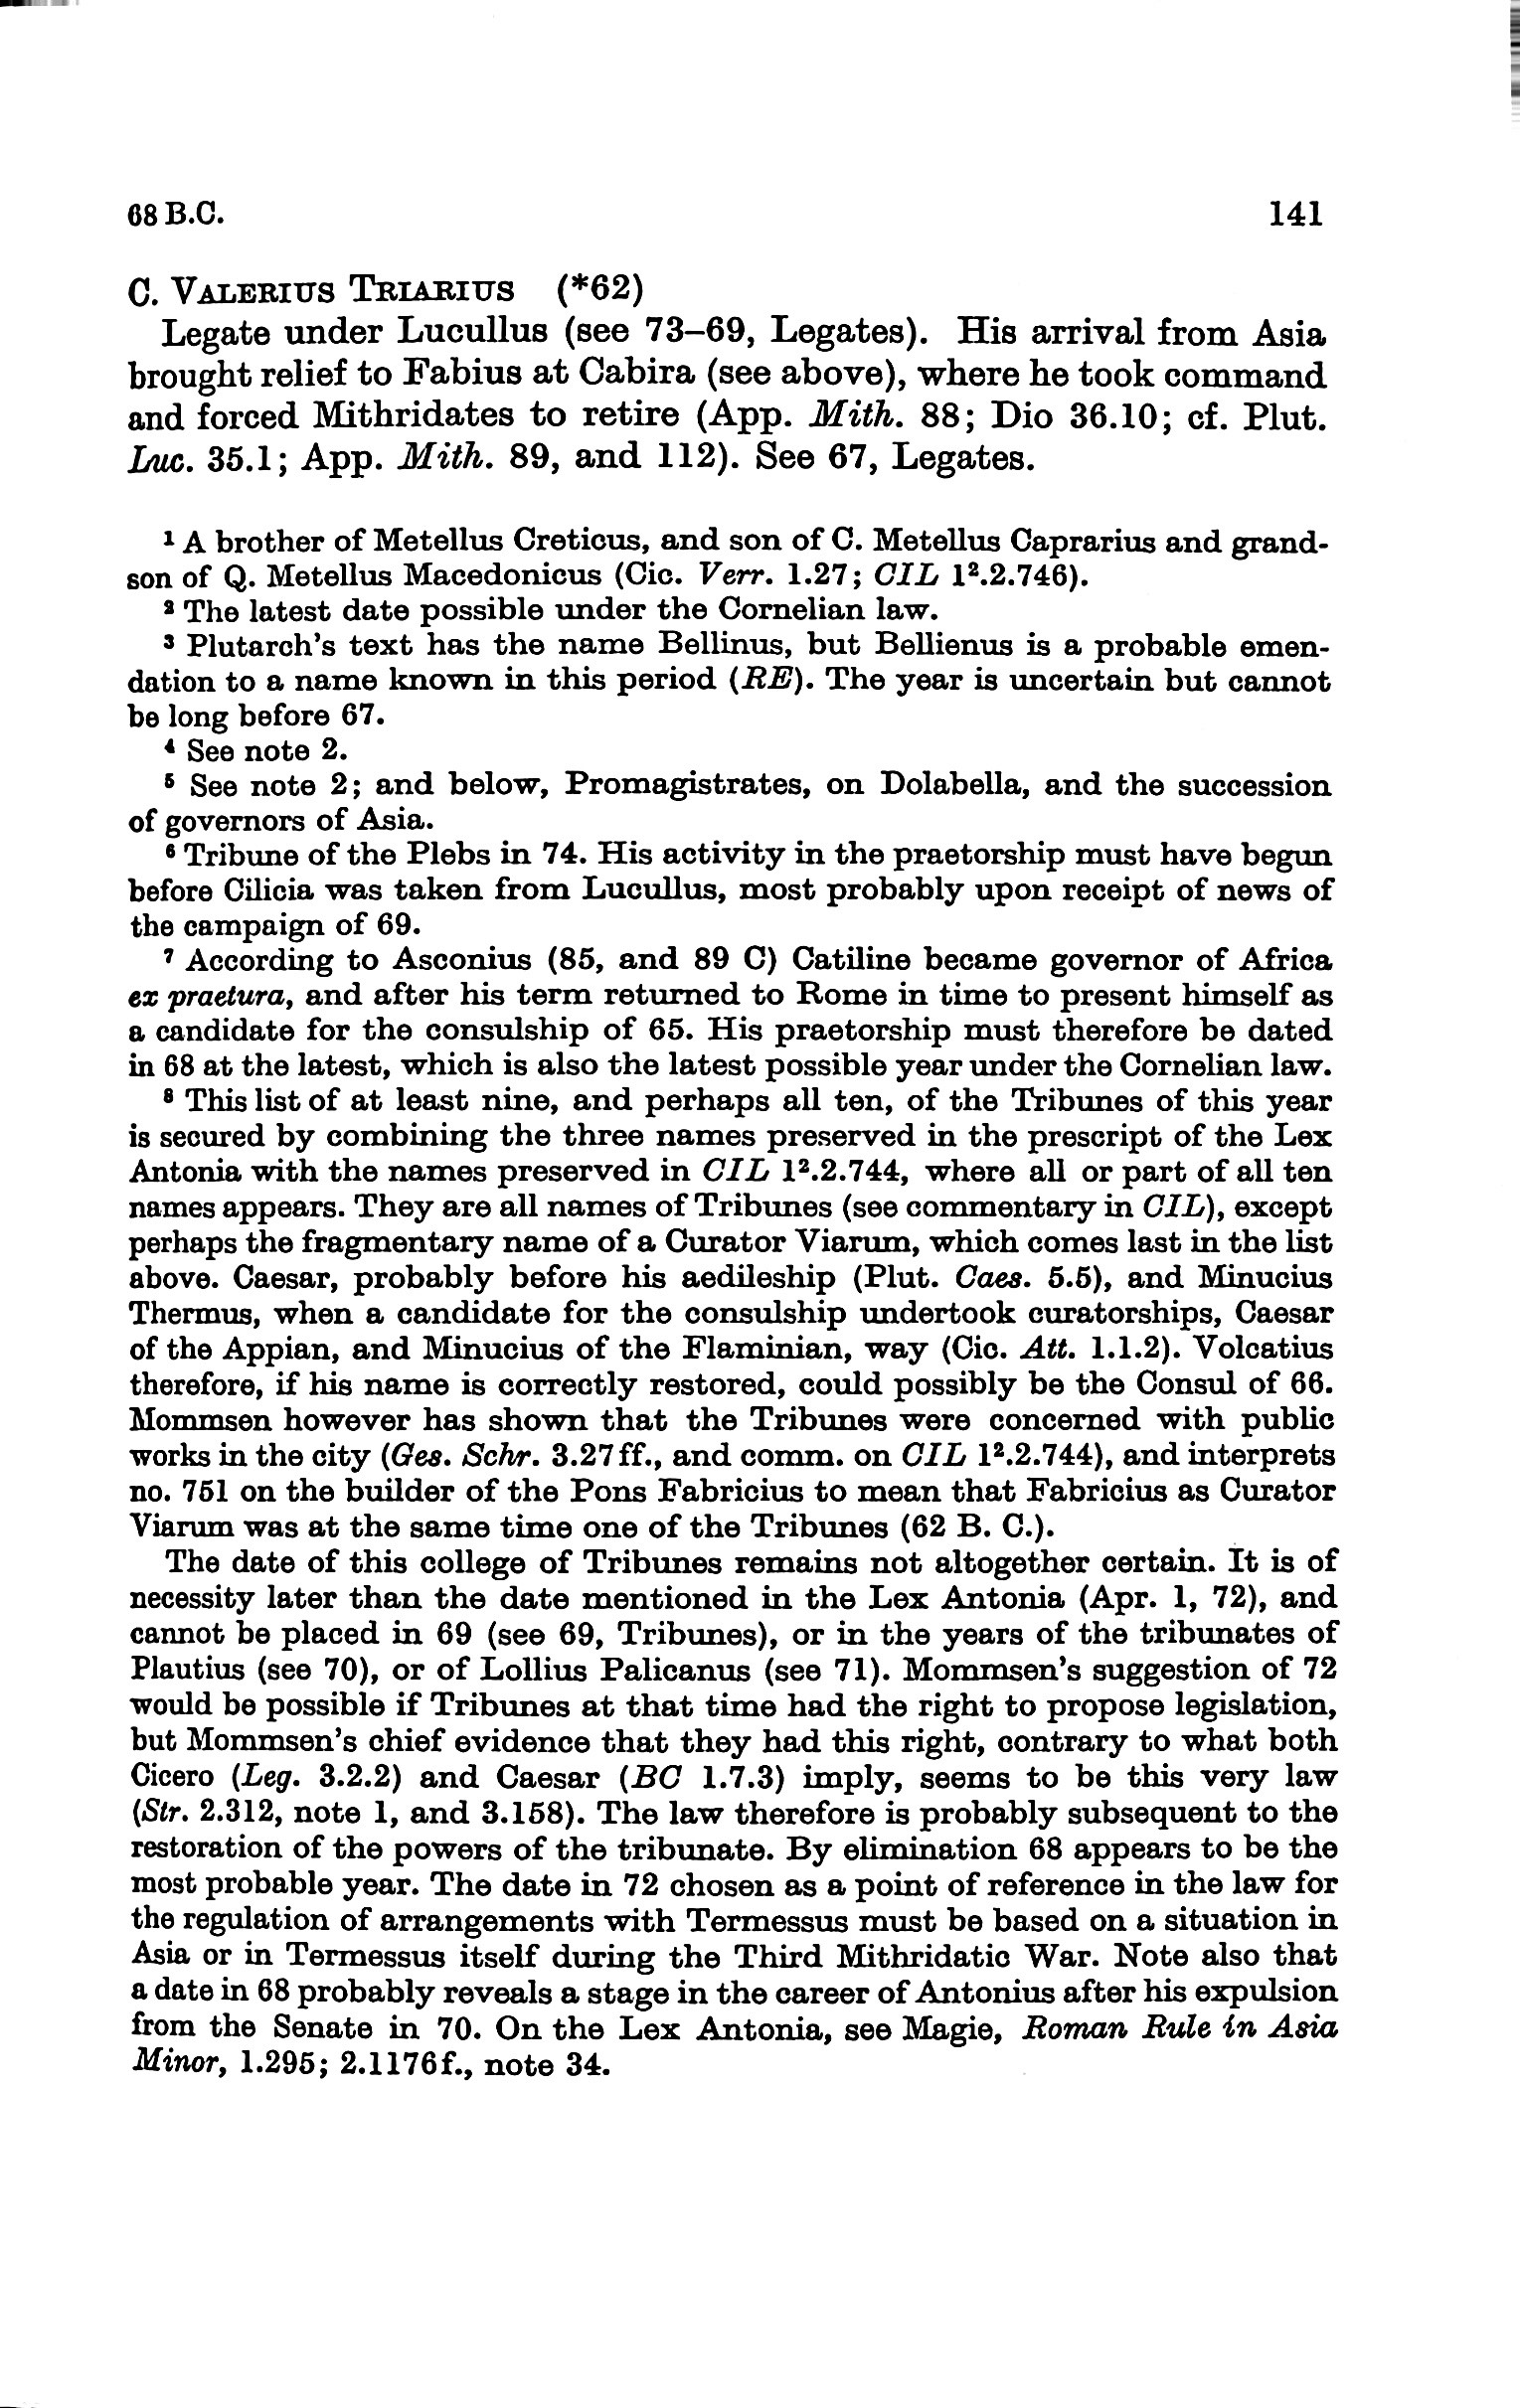 68 B.C. 141
C. VALERIUS TRIARIUS (*62)
Legate under Lucullus (see 73–69, Legates). His arrival from Asia
brought relief to Fabius at Cabira (see above), where he took command
and forced Mithridates to retire (App. Mith. 88; Dio 36.10; cf. Plut.
Luc. 35.1; App. Mith. 89, and 112). See 67, Legates.
¹ A brother of Metellus Creticus, and son of C. Metellus Caprarius and grand-
son of Q. Metellus Macedonicus (Cic. Verr. 1.27; CIL 1².2.746).
² The latest date possible under the Cornelian law.
³ Plutarch's text has the name Bellinus, but Bellienus is a probable emen-
dation to a name known in this period (RE). The year is uncertain but cannot
be long before 67.
⁴ See note 2.
⁵ See note 2; and below, Promagistrates, on Dolabella, and the succession
of governors of Asia.
⁶ Tribune of the Plebs in 74. His activity in the praetorship must have begun
before Cilicia was taken from Lucullus, most probably upon receipt of news of
the campaign of 69.
⁷ According to Asconius (85, and 89 C) Catiline became governor of Africa
ex praetura, and after his term returned to Rome in time to present himself as
a candidate for the consulship of 65. His praetorship must therefore be dated
in 68 at the latest, which is also the latest possible year under the Cornelian law.
⁸ This list of at least nine, and perhaps all ten, of the Tribunes of this year
is secured by combining the three names preserved in the prescript of the Lex
Antonia with the names preserved in CIL 1².2.744, where all or part of all ten
names appears. They are all names of Tribunes (see commentary in CIL), except
perhaps the fragmentary name of a Curator Viarum, which comes last in the list
above. Caesar, probably before his aedileship (Plut. Caes. 5.5), and Minucius
Thermus, when a candidate for the consulship undertook curatorships, Caesar
of the Appian, and Minucius of the Flaminian, way (Cic. Att. 1.1.2). Volcatius
therefore, if his name is correctly restored, could possibly be the Consul of 66.
Mommsen however has shown that the Tribunes were concerned with public
works in the city (Ges. Schr. 3.27ff., and comm. on CIL 1².2.744), and interprets
no. 751 on the builder of the Pons Fabricius to mean that Fabricius as Curator
Viarum was at the same time one of the Tribunes (62 B. C.).
The date of this college of Tribunes remains not altogether certain. It is of
necessity later than the date mentioned in the Lex Antonia (Apr. 1, 72), and
cannot be placed in 69 (see 69, Tribunes), or in the years of the tribunates of
Plautius (see 70), or of Lollius Palicanus (see 71). Mommsen's suggestion of 72
would be possible if Tribunes at that time had the right to propose legislation,
but Mommsen's chief evidence that they had this right, contrary to what both
Cicero (Leg. 3.2.2) and Caesar (BC 1.7.3) imply, seems to be this very law
(Str. 2.312, note 1, and 3.158). The law therefore is probably subsequent to the
restoration of the powers of the tribunate. By elimination 68 appears to be the
most probable year. The date in 72 chosen as a point of reference in the law for
the regulation of arrangements with Termessus must be based on a situation in
Asia or in Termessus itself during the Third Mithridatic War. Note also that
a date in 68 probably reveals a stage in the career of Antonius after his expulsion
from the Senate in 70. On the Lex Antonia, see Magie, Roman Rule in Asia
Minor, 1.295; 2.1176f., note 34.